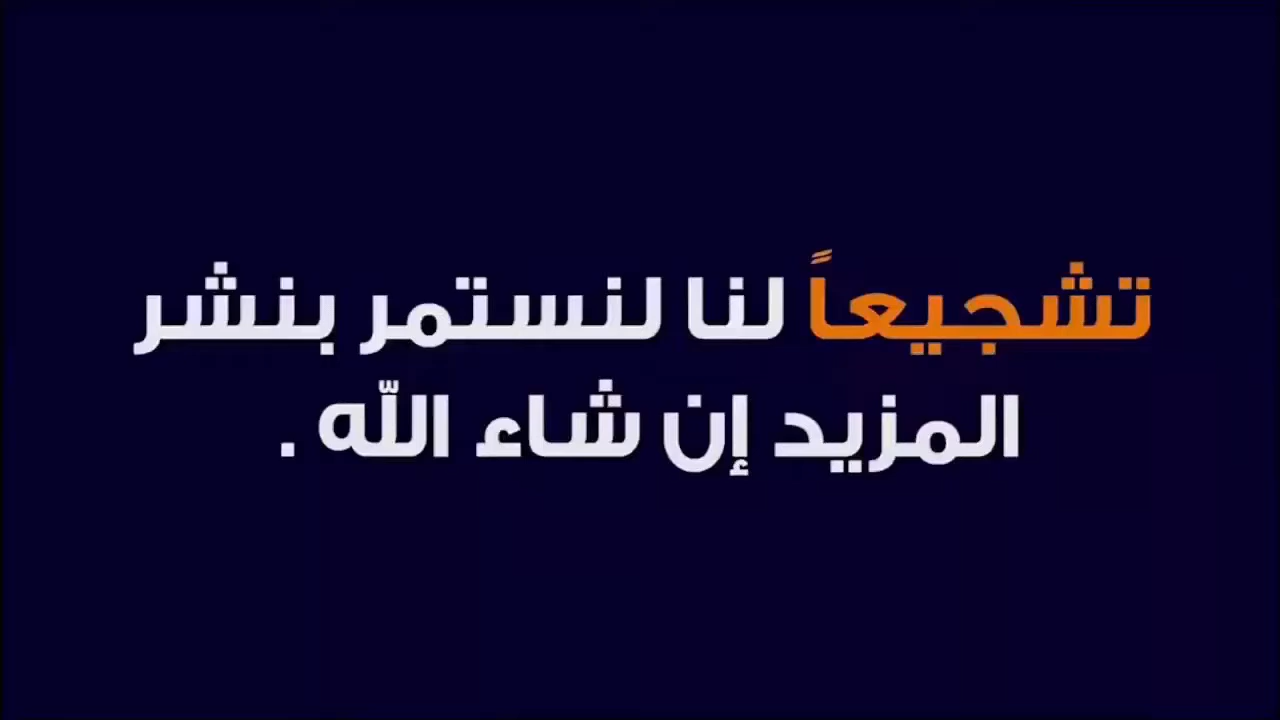 تشجيعاً لنا لنستمر بنشر
المزيد إن شاء اللّه .